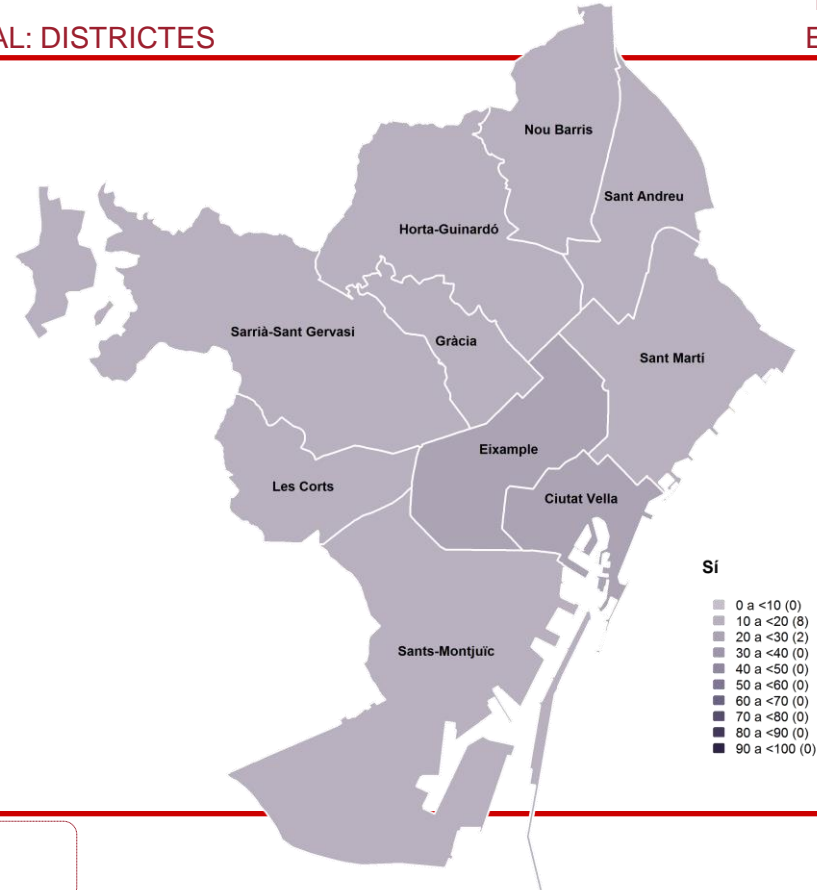 AL: DISTRICTES
E
Nou Barris
Sant Andreu
Horta-Guinardó
Sarrià-Sant Gervasi
Gràcia
Sant Martí
Eixample
Les Corts
Ciutat Vella
Sants-Montjuïc
Sí
0 a <10 (0)
10 a <20 (8)
20 a <30 (2)
30 a <40 (0)
40 a <50 (0)
50 a <60 (0)
60 a <70 (0)
70 a <80 (0)
80 a <90 (0)
90 a <100 (0)